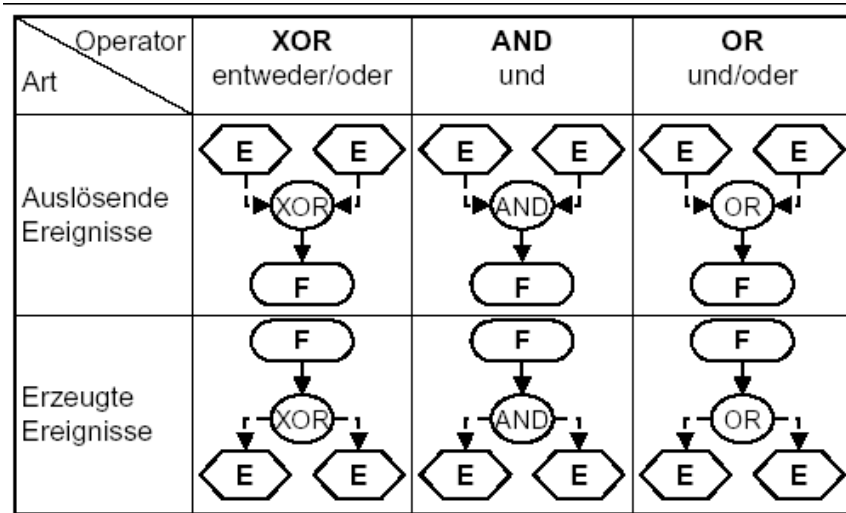 Operator
Art
XOR
entweder/oder
AND
und
OR
und/oder
Auslösende
Ereignisse
E E
XOR
F
E E
AND
F
E E
OR
F
Erzeugte
Ereignisse
F
XOR
E E
F
AND
E E
F
OR
E E